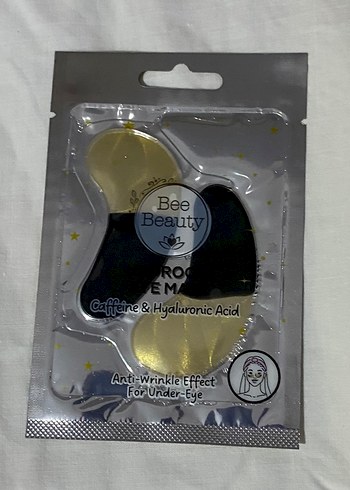 Bee
Beauty
Caffeine & Hyaluronic Acid
Anti-Wrinkle Effect
For Under-Eye